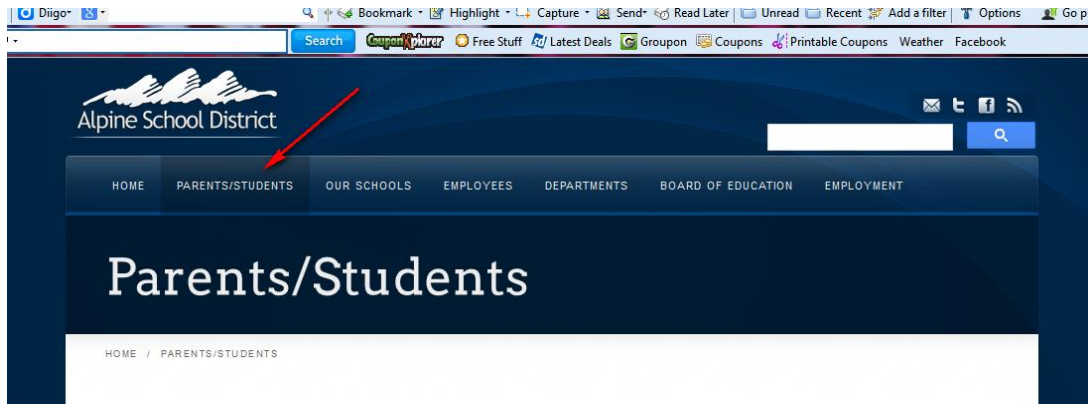 Diigo
Bookmark Highlight Capture Send Read Later Unread Recent Add a filter Options Go p
Search CouponXplorer Free Stuff Latest Deals Groupon Coupons Printable Coupons Weather Facebook
Alpine School District
HOME PARENTS/STUDENTS OUR SCHOOLS EMPLOYEES DEPARTMENTS BOARD OF EDUCATION EMPLOYMENT
Parents/Students
HOME / PARENTS/STUDENTS